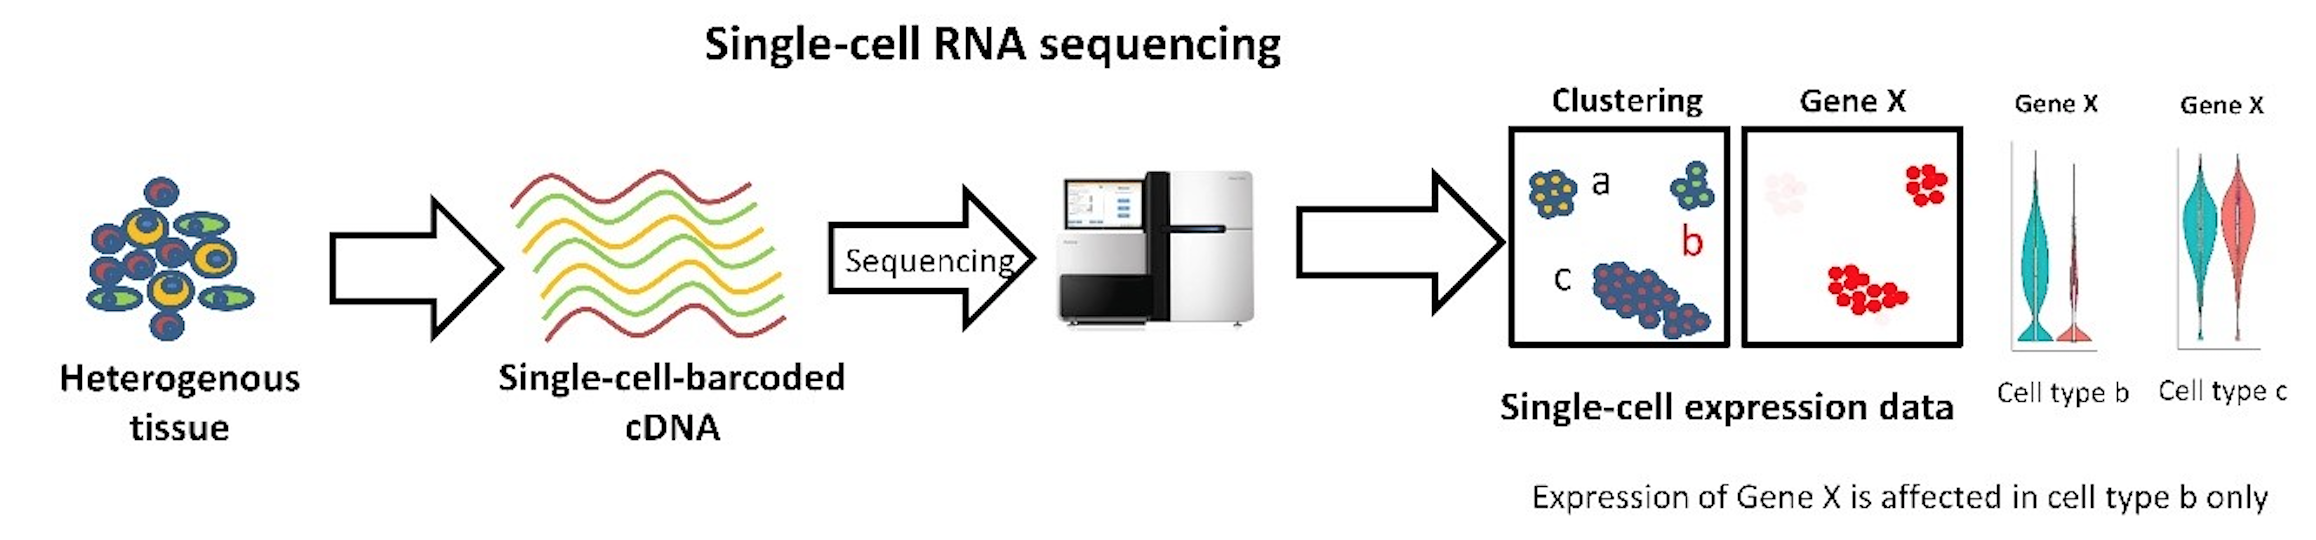 Single-cell RNA sequencing
Heterogenous
tissue
Single-cell-barcoded
cDNA
Sequencing
Clustering
a
b
c
Gene X
Single-cell expression data
Gene X
Cell type b
Gene X
Cell type c
Expression of Gene X is affected in cell type b only